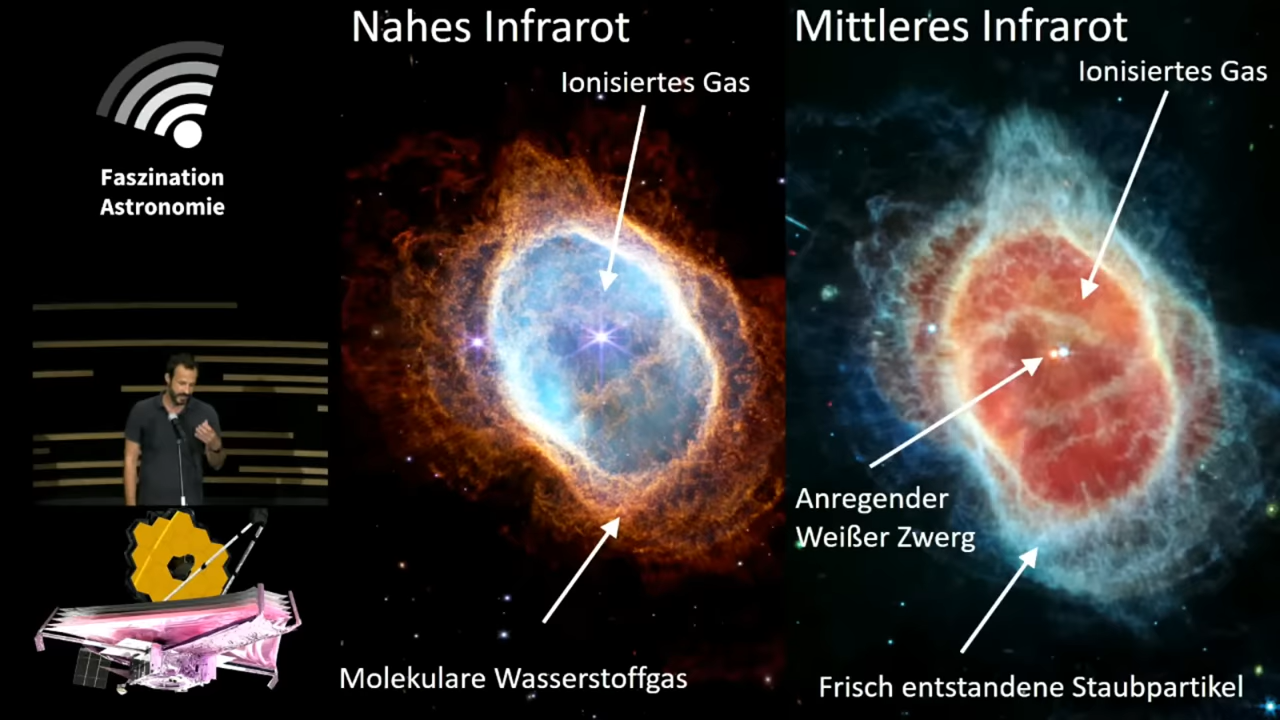 Faszination
Astronomie
Nahes Infrarot
Ionisiertes Gas
Molekulare Wasserstoffgas
Mittleres Infrarot
Ionisiertes Gas
Anregender
Weißer Zwerg
Frisch entstandene Staubpartikel